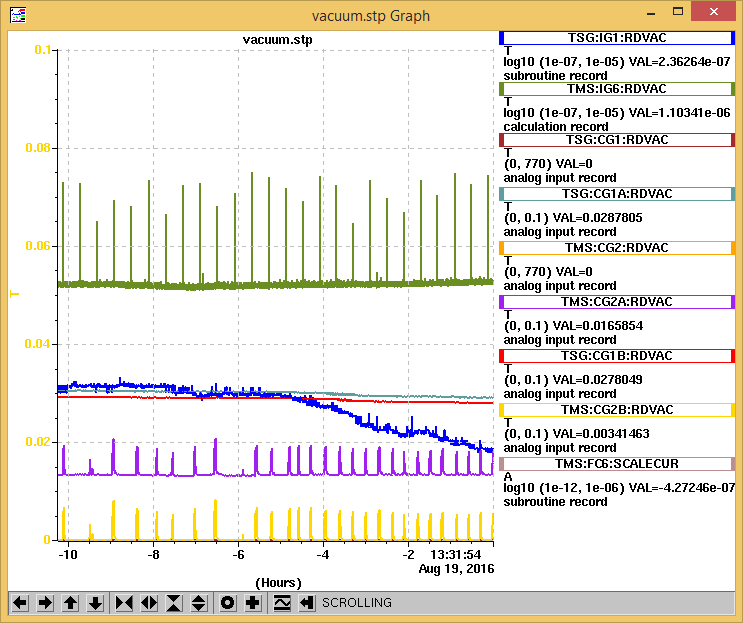 vacuum.stp Graph
vacuum.stp
0.1
0.08
0.06
T
0.04
0.02
0
-10
-8
-6
-4
-2
13:31:54
Aug 19, 2016
(Hours)
TSG:IG1:RDVAC
T
log10 (1e-07, 1e-05) VAL=2.36264e-07
subroutine record
TMS:IG6:RDVAC
T
log10 (1e-07, 1e-05) VAL=1.10341e-06
calculation record
TSG:CG1:RDVAC
T
(0, 770) VAL=0
analog input record
TSG:CG1A:RDVAC
T
(0, 0.1) VAL=0.0287805
analog input record
TMS:CG2:RDVAC
T
(0, 770) VAL=0
analog input record
TMS:CG2A:RDVAC
T
(0, 0.1) VAL=0.0165854
analog input record
TSG:CG1B:RDVAC
T
(0, 0.1) VAL=0.0278049
analog input record
TMS:CG2B:RDVAC
T
(0, 0.1) VAL=0.00341463
analog input record
TMS:FC6:SCALECUR
A
log10 (1e-12, 1e-06) VAL=-4.27246e-07
subroutine record
SCROLLING